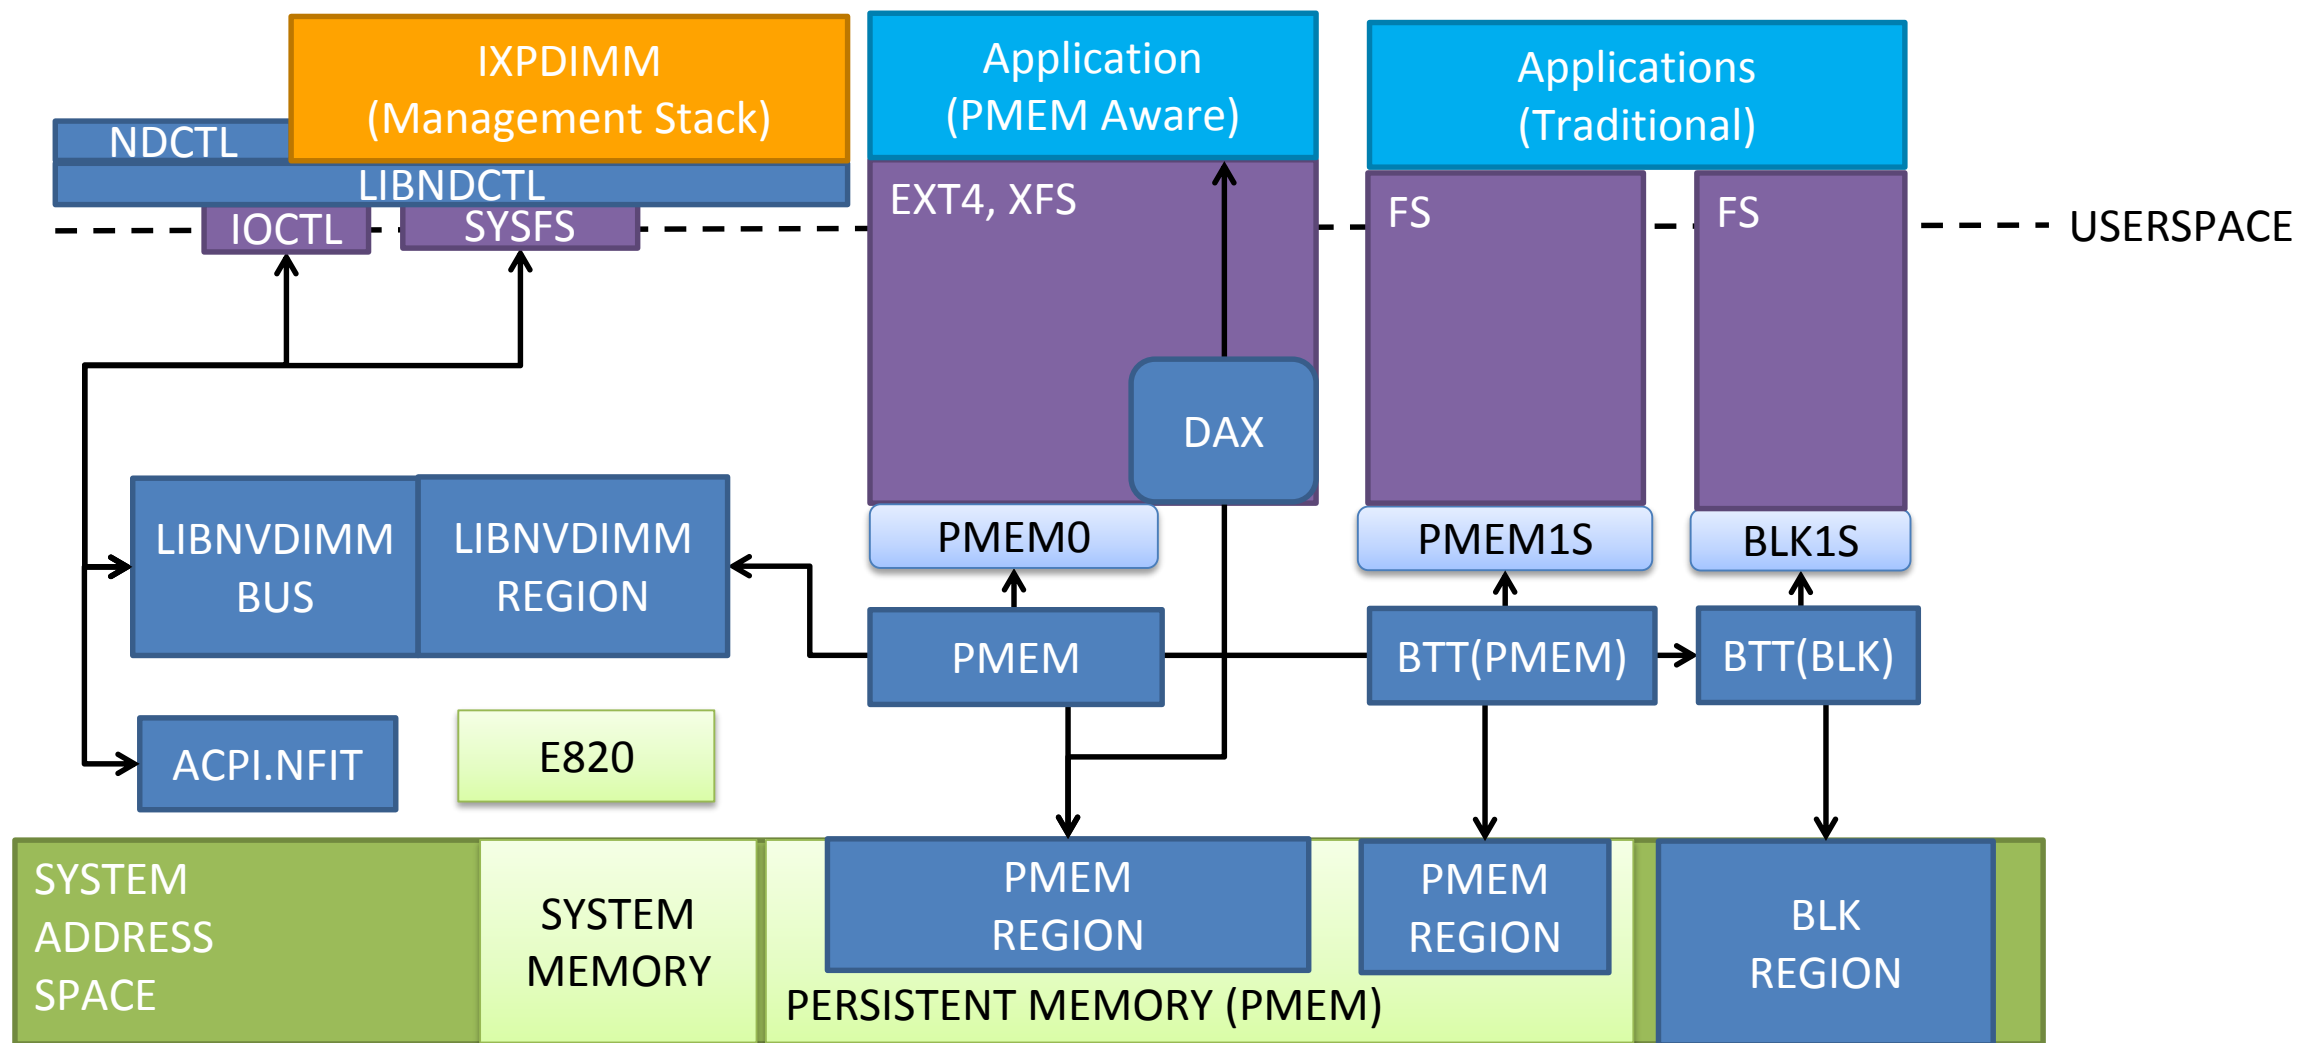 IXPDIMM
(Management Stack)
Application
(PMEM Aware)
Applications
(Traditional)
NDCTL
LIBNDCTL
IOCTL
SYSFS
EXT4, XFS
FS
FS
USERSPACE
DAX
LIBNVDIMM
BUS
LIBNVDIMM
REGION
PMEM0
PMEM1S
BLK1S
PMEM
BTT(PMEM)
BTT(BLK)
ACPI.NFIT
E820
SYSTEM
ADDRESS
SPACE
SYSTEM
MEMORY
PMEM
REGION
PMEM
REGION
BLK
REGION
PERSISTENT MEMORY (PMEM)